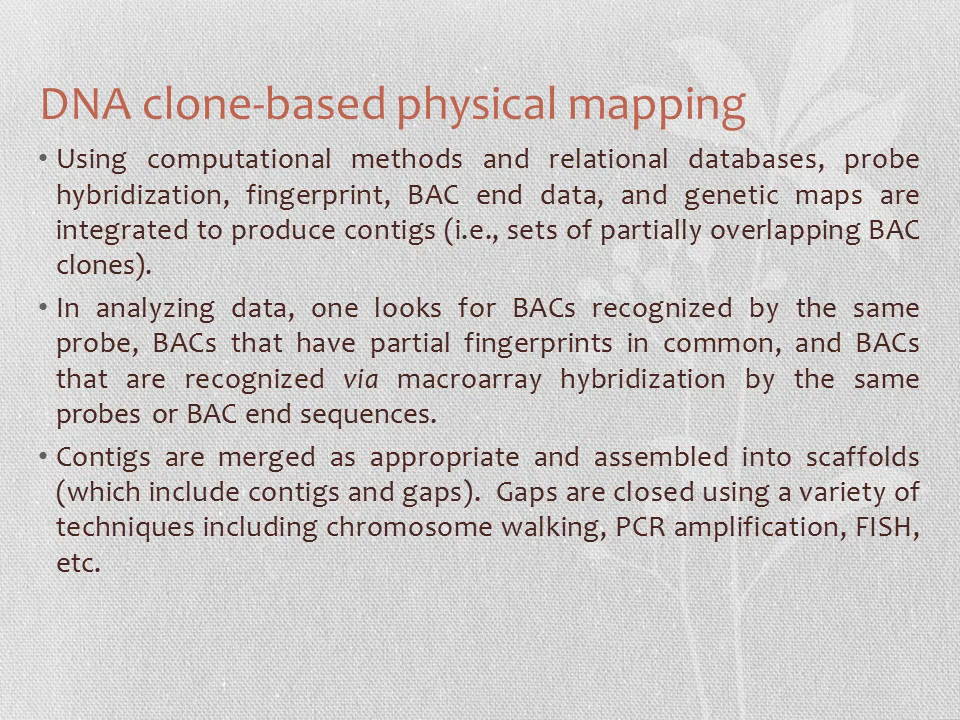 DNA clone-based physical mapping
• Using computational methods and relational databases, probe
hybridization, fingerprint, BAC end data, and genetic maps are
integrated to produce contigs (i.e., sets of partially overlapping BAC
clones).
• In analyzing data, one looks for BACs recognized by the same
probe, BACs that have partial fingerprints in common, and BACs
that are recognized via macroarray hybridization by the same
probes or BAC end sequences.
• Contigs are merged as appropriate and assembled into scaffolds
(which include contigs and gaps).  Gaps are closed using a variety of
techniques including chromosome walking, PCR amplification, FISH,
etc.